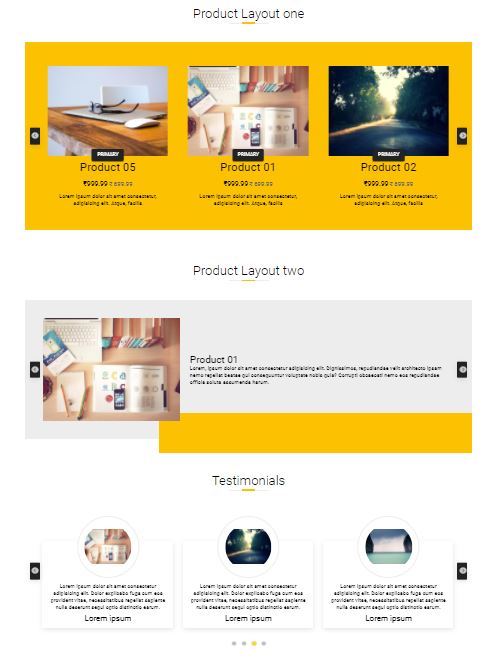 Product Layout one
PRIMARY PRIMARY PRIMARY
Product 05 Product 01 Product 02
₹999.99 ₹699.99 ₹999.99 ₹699.99 ₹999.99 ₹699.99
Lorem ipsum dolor sit amet consectetur, Lorem ipsum dolor sit amet consectetur, Lorem ipsum dolor sit amet consectetur,
adipisicing elit. Atque, facilis. adipisicing elit. Atque, facilis. adipisicing elit. Atque, facilis.
Product Layout two
Product 01
Lorem, ipsum dolor sit amet consectetur adipisicing elit. Dignissimos, repudiandae velit architecto ipsam
nemo repellat beatae qui consequuntur voluptate nobis quia? Corrupti obcaecati nemo eos repudiandae
officiis soluta assumenda harum.
Testimonials
Lorem ipsum dolor sit amet consectetur Lorem ipsum dolor sit amet consectetur Lorem ipsum dolor sit amet consectetur
adipisicing elit. Dolor explicabo fuga cum eos adipisicing elit. Dolor explicabo fuga cum eos adipisicing elit. Dolor explicabo fuga cum eos
provident vitae, necessitatibus repellat sapiente provident vitae, necessitatibus repellat sapiente provident vitae, necessitatibus repellat sapiente
nulla deserunt sequi optio distinctio earum. nulla deserunt sequi optio distinctio earum. nulla deserunt sequi optio distinctio earum.
Lorem ipsum Lorem ipsum Lorem ipsum